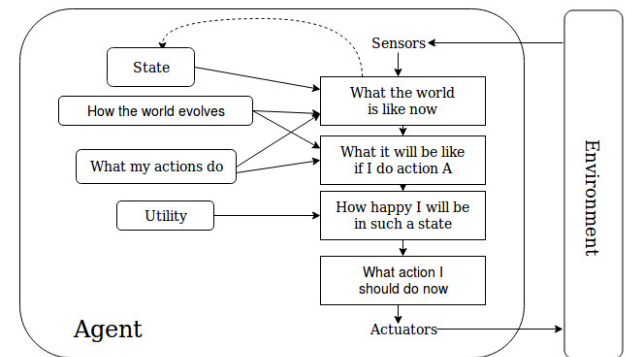 Sensors
State
What the world
is like now
How the world evolves
What it will be like
if I do action A
What my actions do
How happy I will be
in such a state
Utility
What action I
should do now
Actuators
Agent
Environment